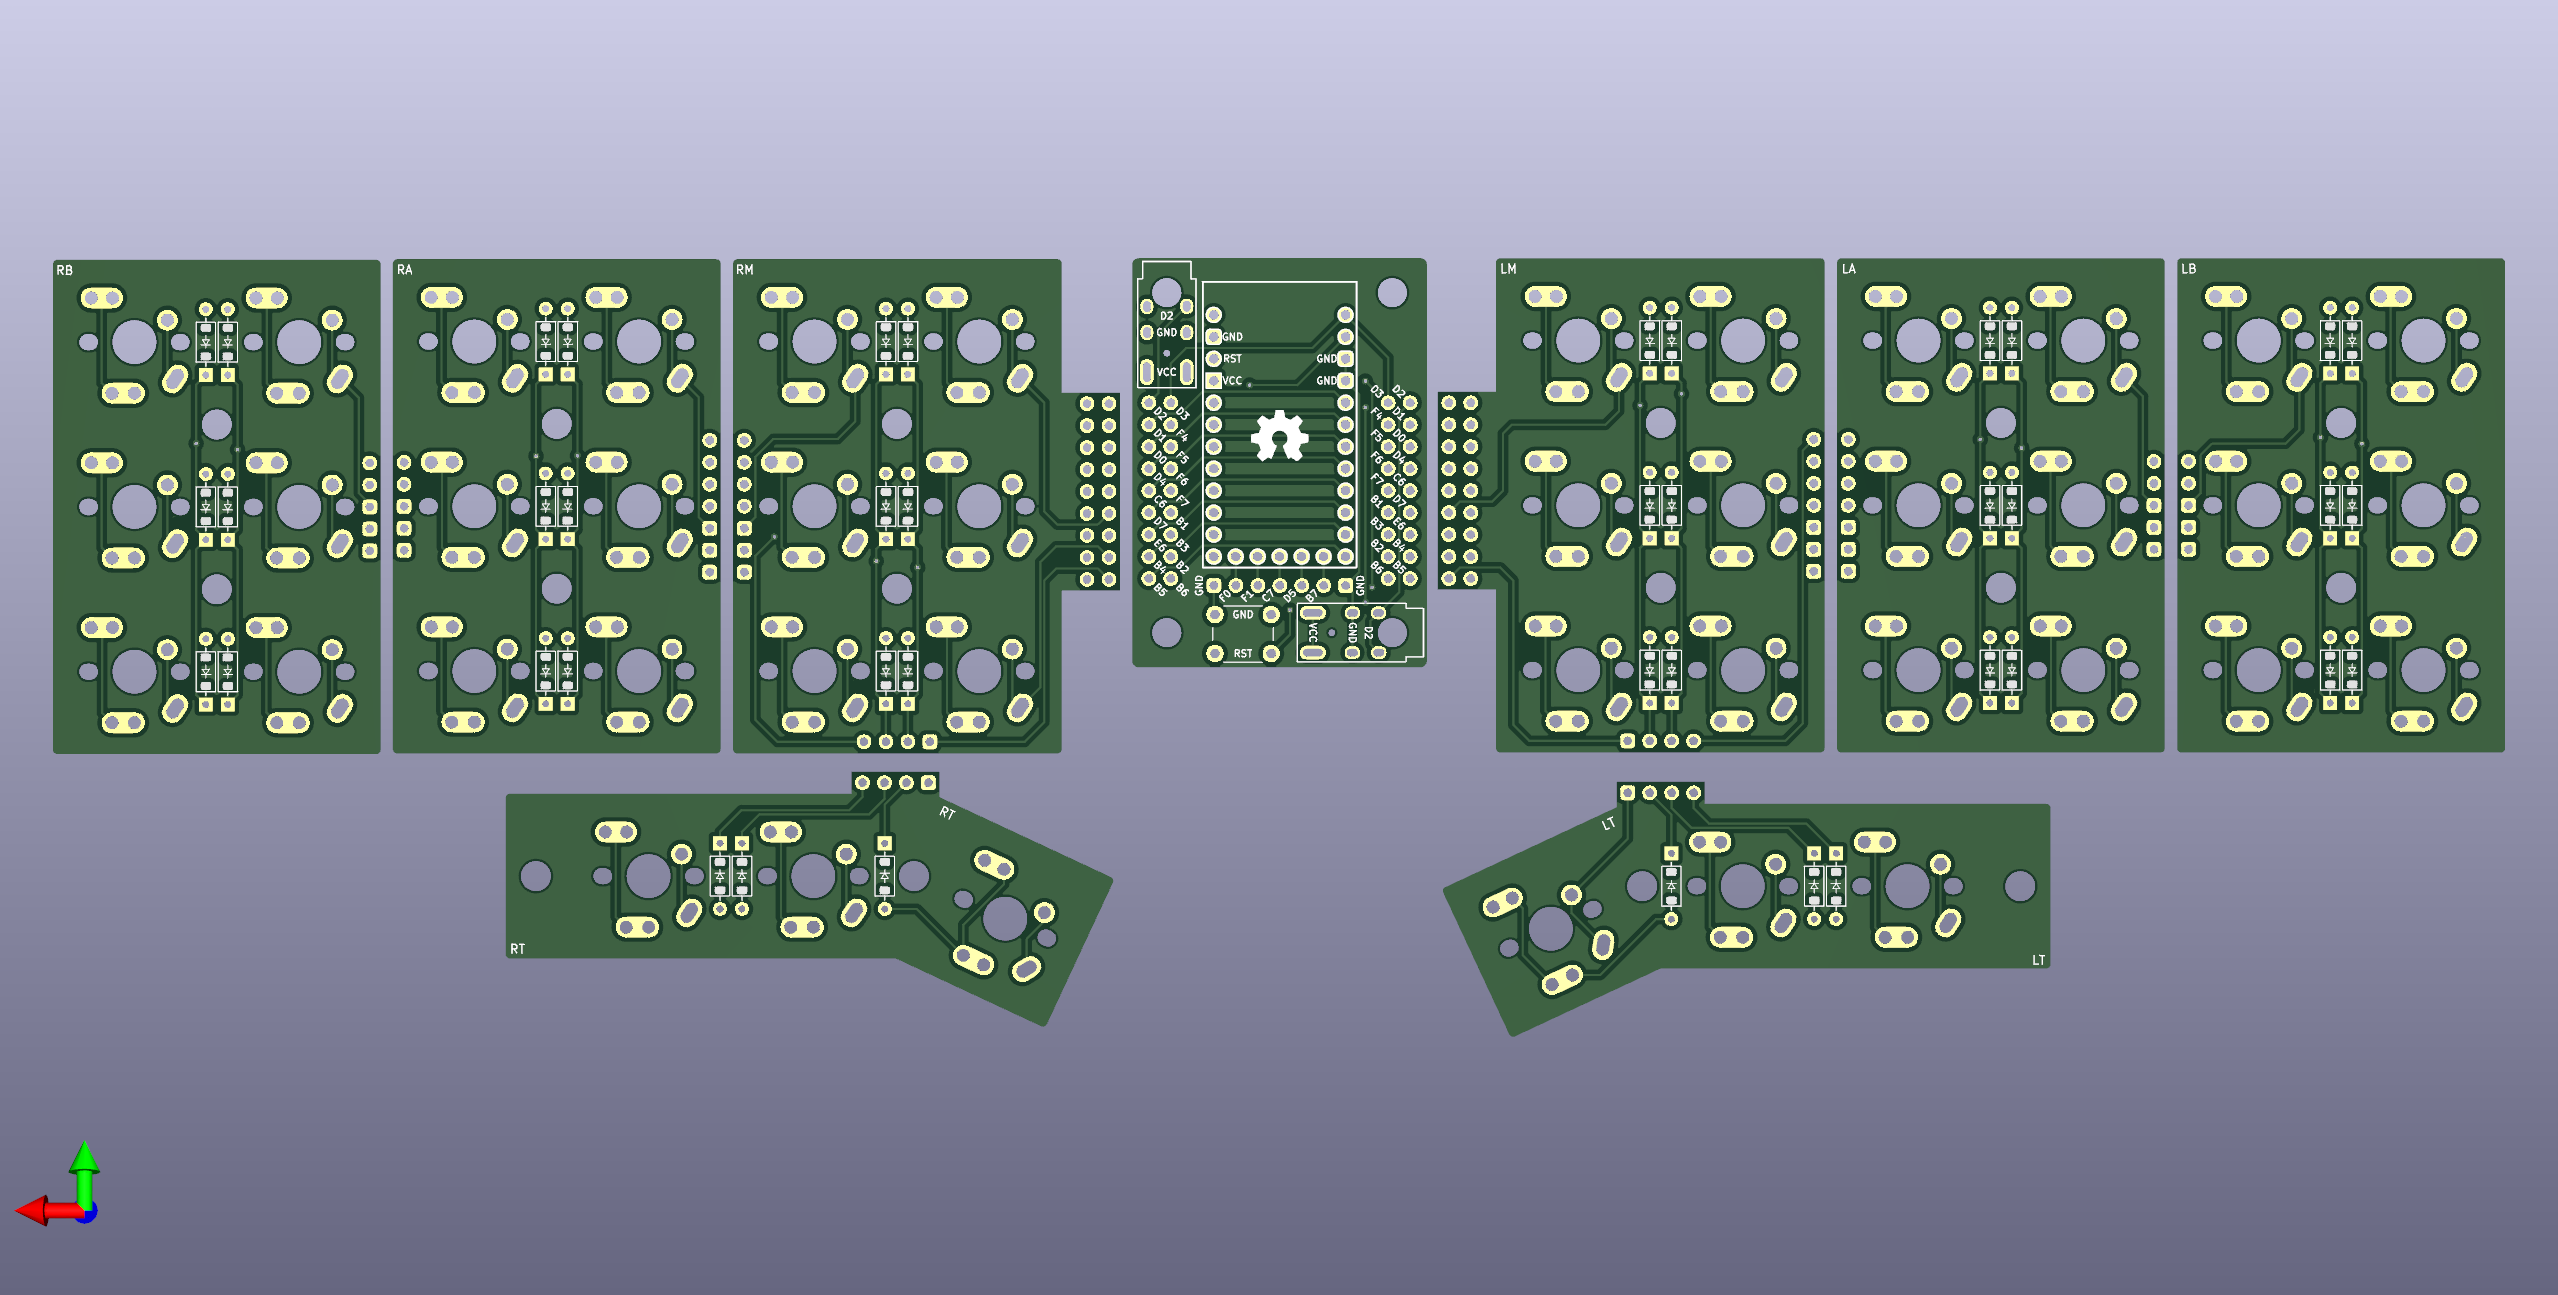 RB
RA
RM
LM
LA
LB
D2
GND
VCC
GND
RST
VCC
GND
GND
D2
D3
D1
F4
D0
F5
D4
F6
C6
F7
D7
B1
E6
B3
B4
B2
B5
B6
D3
D2
F4
D1
F5
D0
F6
D4
F7
C6
B1
D7
B3
E6
B2
B4
B6
B5
GND
F0
F1
C7
D5
B7
GND
GND
RST
VCC
GND
D2
RT
LT
RT
LT